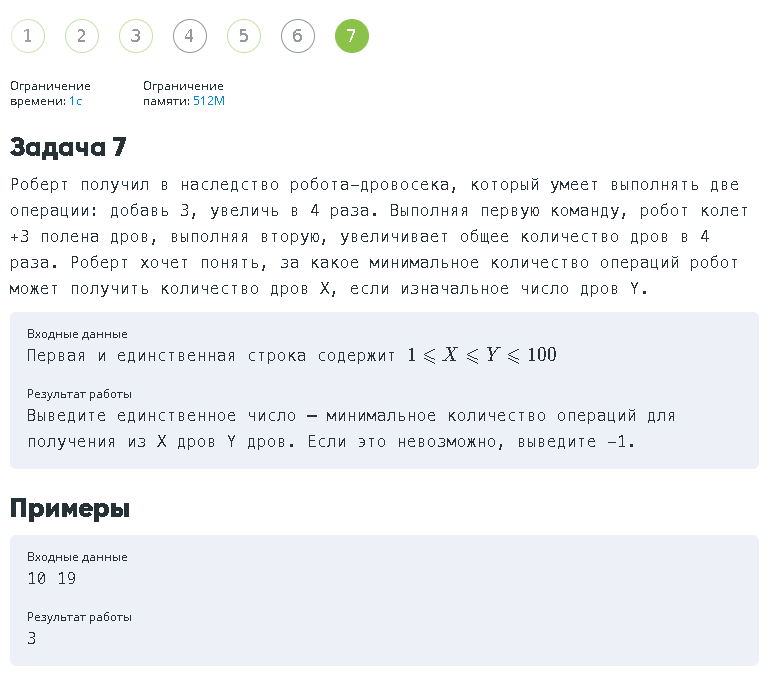 1 2 3 4 5 6 7
Ограничение Ограничение
времени: 1с памяти: 512M
Задача 7
Роберт получил в наследство робота-дровосека, который умеет выполнять две
операции: добавь 3, увеличь в 4 раза. Выполняя первую команду, робот колет
+3 полена дров, выполняя вторую, увеличивает общее количество дров в 4
раза. Роберт хочет понять, за какое минимальное количество операций робот
может получить количество дров X, если изначальное число дров Y.
Входные данные
Первая и единственная строка содержит 1 ⩽ X ⩽ Y ⩽ 100
Результат работы
Выведите единственное число — минимальное количество операций для
получения из X дров Y дров. Если это невозможно, выведите -1.
Примеры
Входные данные
10 19
Результат работы
3